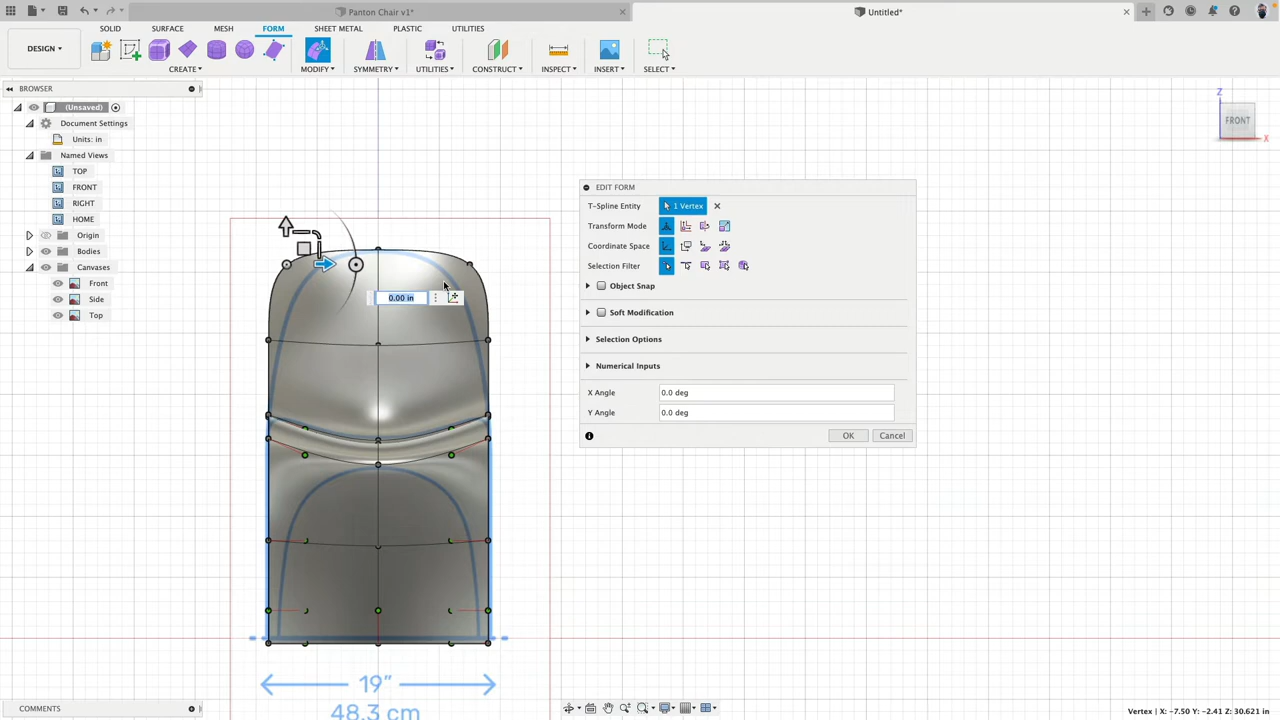 Panton Chair v1*
Untitled*
SOLID
SURFACE
MESH
FORM
SHEET METAL
PLASTIC
UTILITIES
DESIGN
CREATE
MODIFY
SYMMETRY
UTILITIES
CONSTRUCT
INSPECT
INSERT
SELECT
BROWSER
(Unsaved)
Document Settings
Units: in
Named Views
TOP
FRONT
RIGHT
HOME
Origin
Bodies
Canvases
Front
Side
Top
Z
FRONT
X
EDIT FORM
T-Spline Entity
1 Vertex
Transform Mode
Coordinate Space
Selection Filter
Object Snap
Soft Modification
Selection Options
Numerical Inputs
X Angle
0.0 deg
Y Angle
0.0 deg
OK
Cancel
0.00 in
19”
48.3 cm
COMMENTS
Vertex | X: -7.50 Y: -2.41 Z: 30.621 in